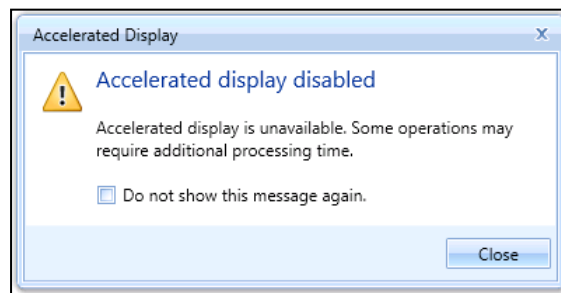 Accelerated Display
Accelerated display disabled
Accelerated display is unavailable. Some operations may
require additional processing time.
Do not show this message again.
Close